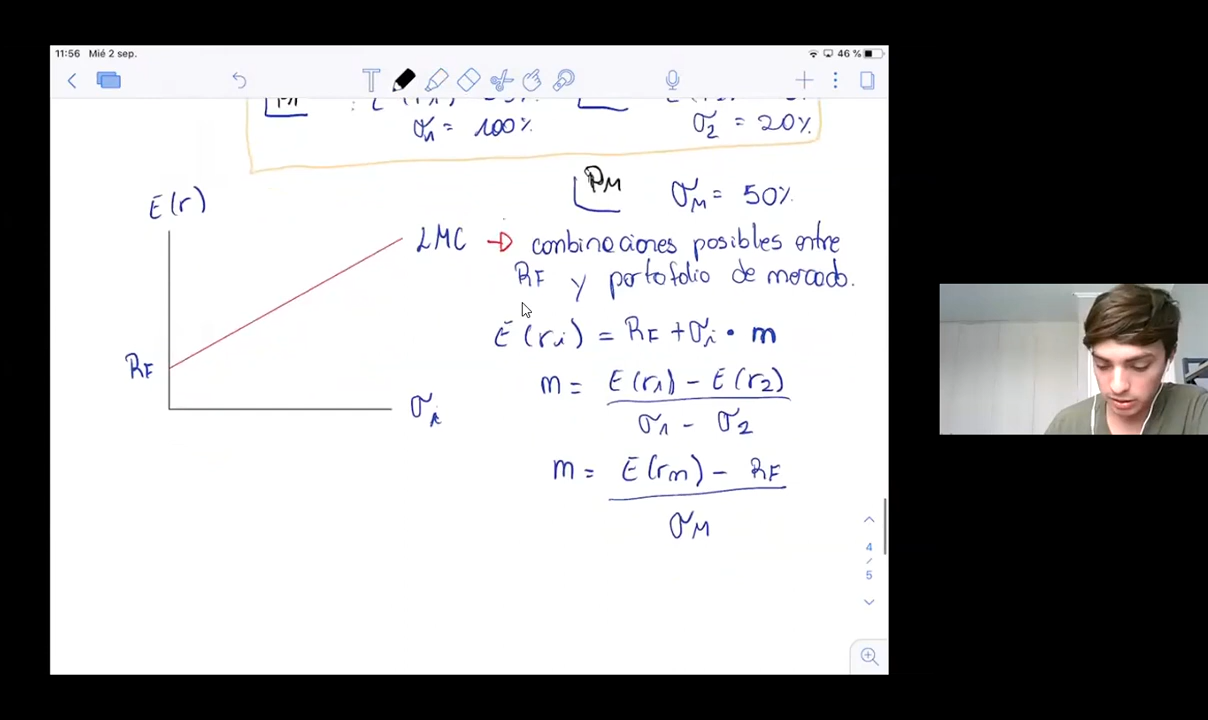 11:56 Mié 2 sep.
46 %
T
σ1 = 100%
σ2 = 20%
PM σM = 50%
E(r)
LMC → combinaciones posibles entre
RF y portafolio de mercado.
E(ri) = RF + σi • m
RF
m = E(r1) - E(r2)
σ1 - σ2
σi
m = E(rm) - RF
σM
4
/
5